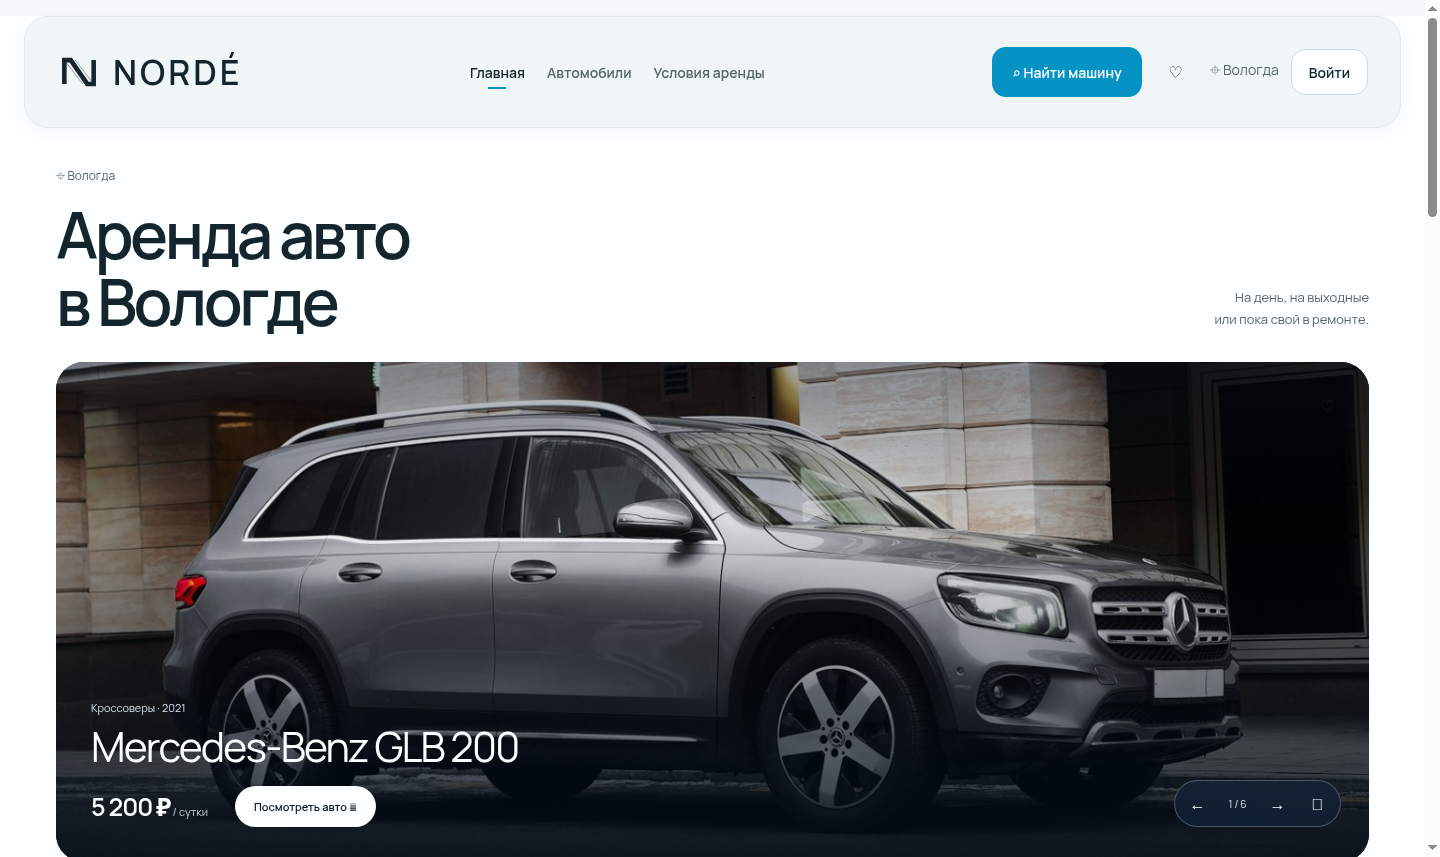 NORDÉ
Главная
Автомобили
Условия аренды
Найти машину
Вологда
Войти
Вологда
Аренда авто
в Вологде
На день, на выходные
или пока свой в ремонте.
Кроссоверы · 2021
Mercedes-Benz GLB 200
5 200 ₽ / сутки
Посмотреть авто
← 1 / 6 →